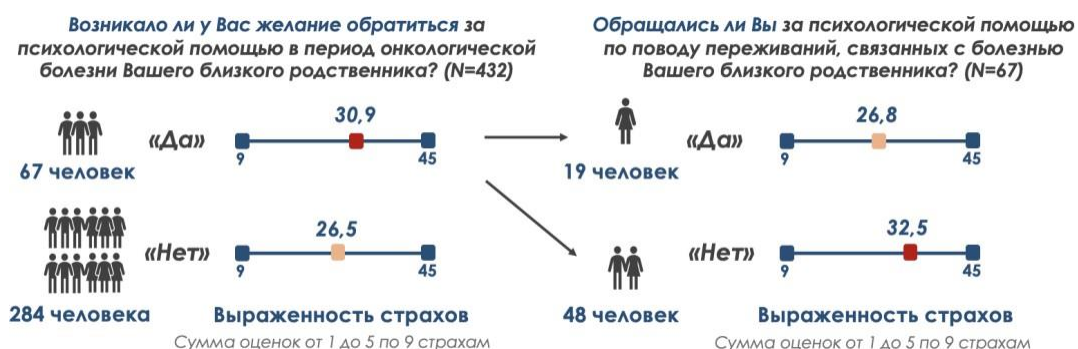 Возникало ли у Вас желание обратиться за
психологической помощью в период онкологической
болезни Вашего близкого родственника? (N=432)
«Да»
30,9
9
45
67 человек
«Нет»
26,5
9
45
284 человека
Выраженность страхов
Сумма оценок от 1 до 5 по 9 страхам
Обращались ли Вы за психологической помощью
по поводу переживаний, связанных с болезнью
Вашего близкого родственника? (N=67)
«Да»
26,8
9
45
19 человек
«Нет»
32,5
9
45
48 человек
Выраженность страхов
Сумма оценок от 1 до 5 по 9 страхам